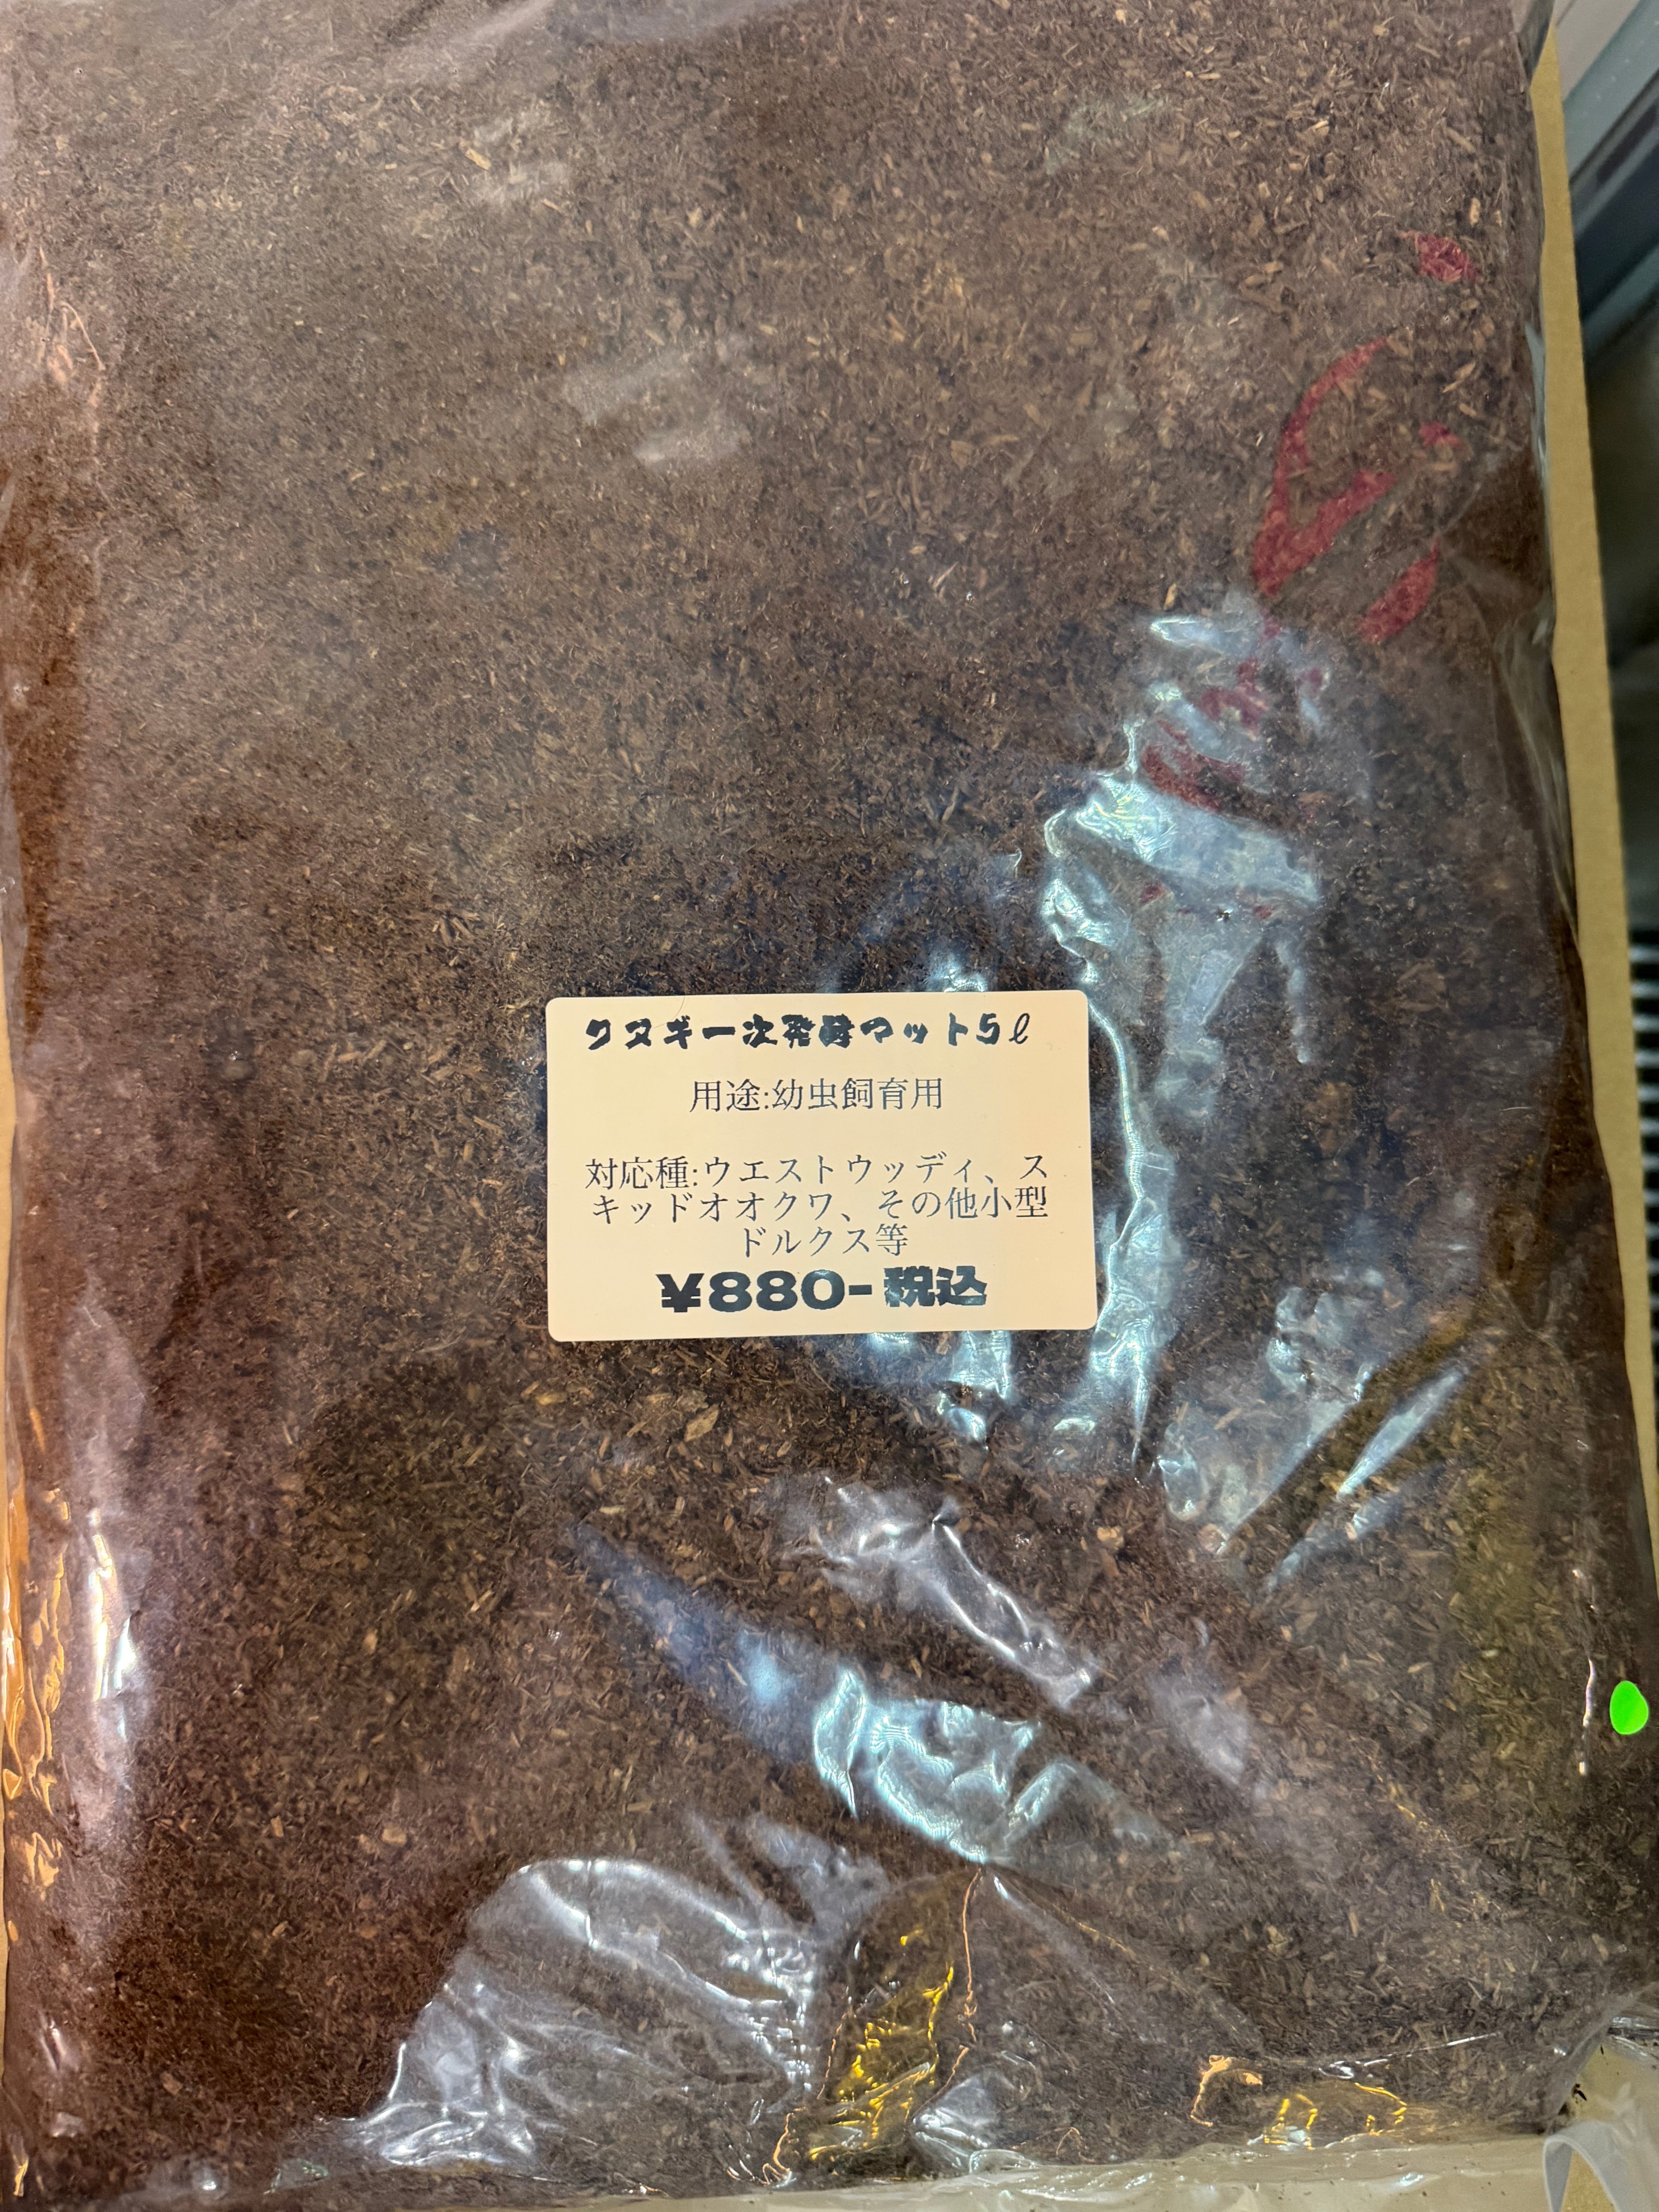 クヌギ一次発酵マット5ℓ
用途:幼虫飼育用
対応種:ウエストウッディ、ス
キッドオオクワ、その他小型
ドルクス等
¥880-税込